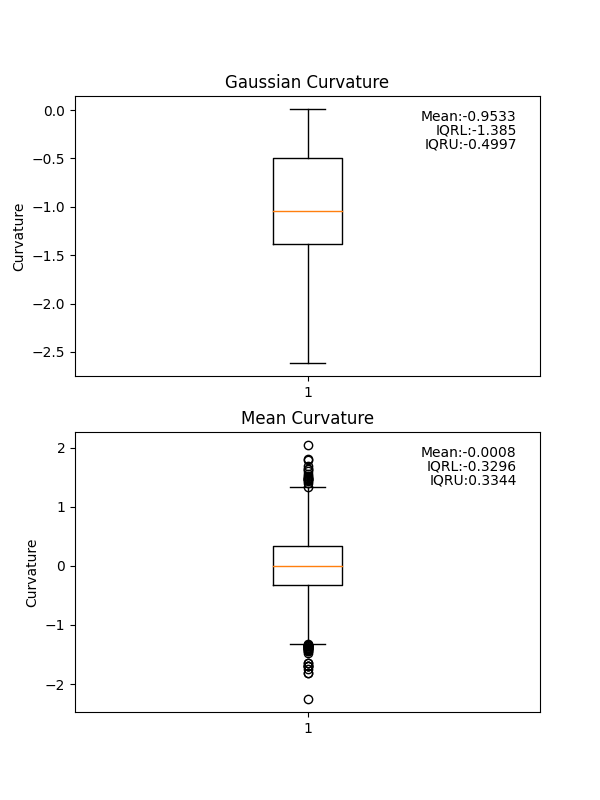 Gaussian Curvature
Mean:-0.9533
IQRL:-1.385
IQRU:-0.4997
0.0
−0.5
−1.0
−1.5
−2.0
−2.5
Curvature
1
Mean Curvature
Mean:-0.0008
IQRL:-0.3296
IQRU:0.3344
2
1
0
−1
−2
Curvature
1